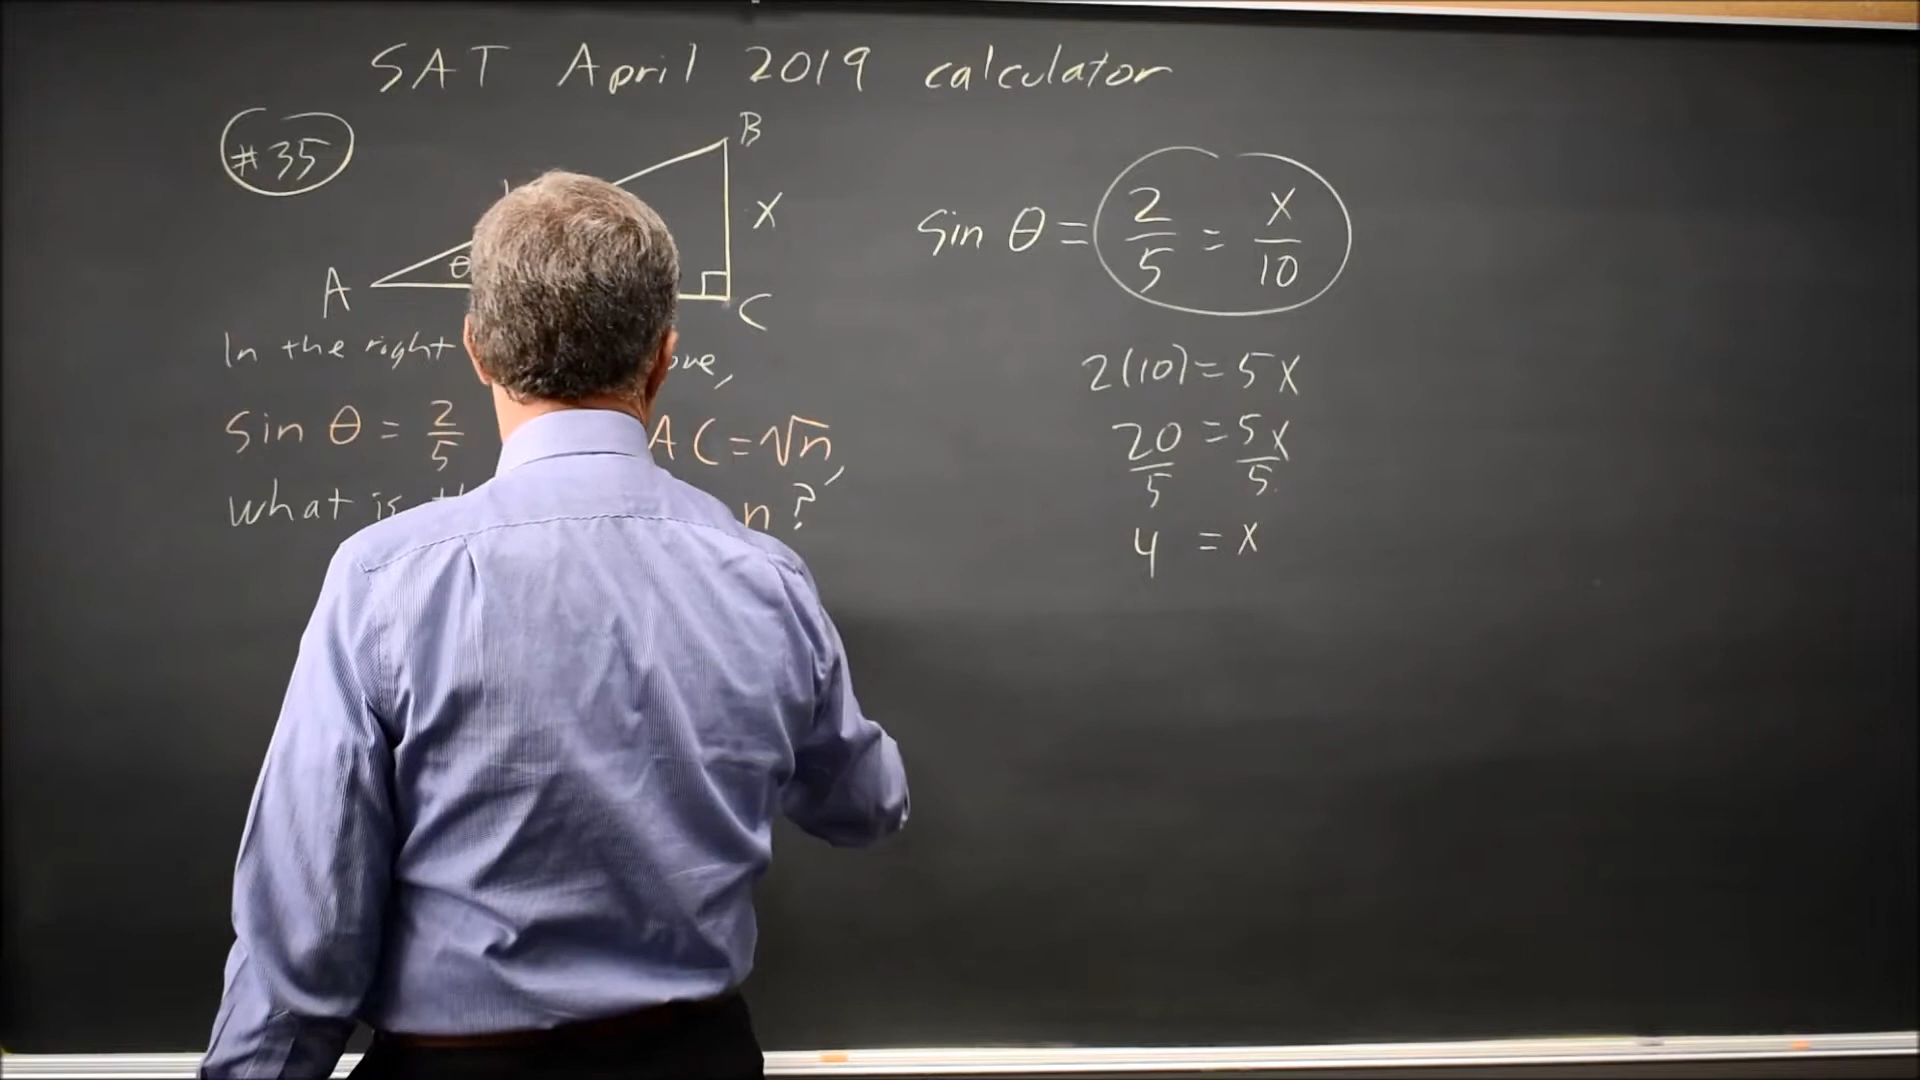 SAT April 2019 calculator
#35
B
X
A
θ
C
In the right
sin θ = 2/5
AC = √n,
what is
n?
sin θ = 2/5 = x/10
2(10) = 5x
20/5 = 5x/5
4 = x